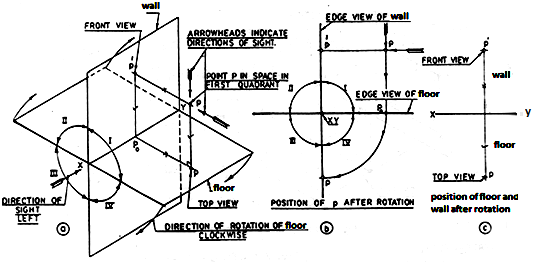 wall
FRONT VIEW
ARROWHEADS INDICATE
DIRECTIONS OF SIGHT.
POINT P IN SPACE IN
FIRST QUADRANT
p'
Y
P
II
I
P₀
p
III
X
IV
DIRECTION OF
SIGHT
LEFT
floor
TOP VIEW
DIRECTION OF ROTATION OF floor
CLOCKWISE
a
EDGE VIEW OF wall
p'
P
II
I
EDGE VIEW OF floor
P
XY
III
IV
p
POSITION OF P AFTER ROTATION
b
FRONT VIEW
p'
wall
x
y
floor
TOP VIEW
p
position of floor and
wall after rotation
c